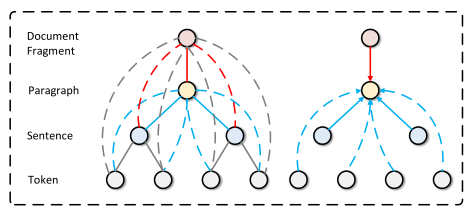 Document
Fragment
Paragraph
Sentence
Token